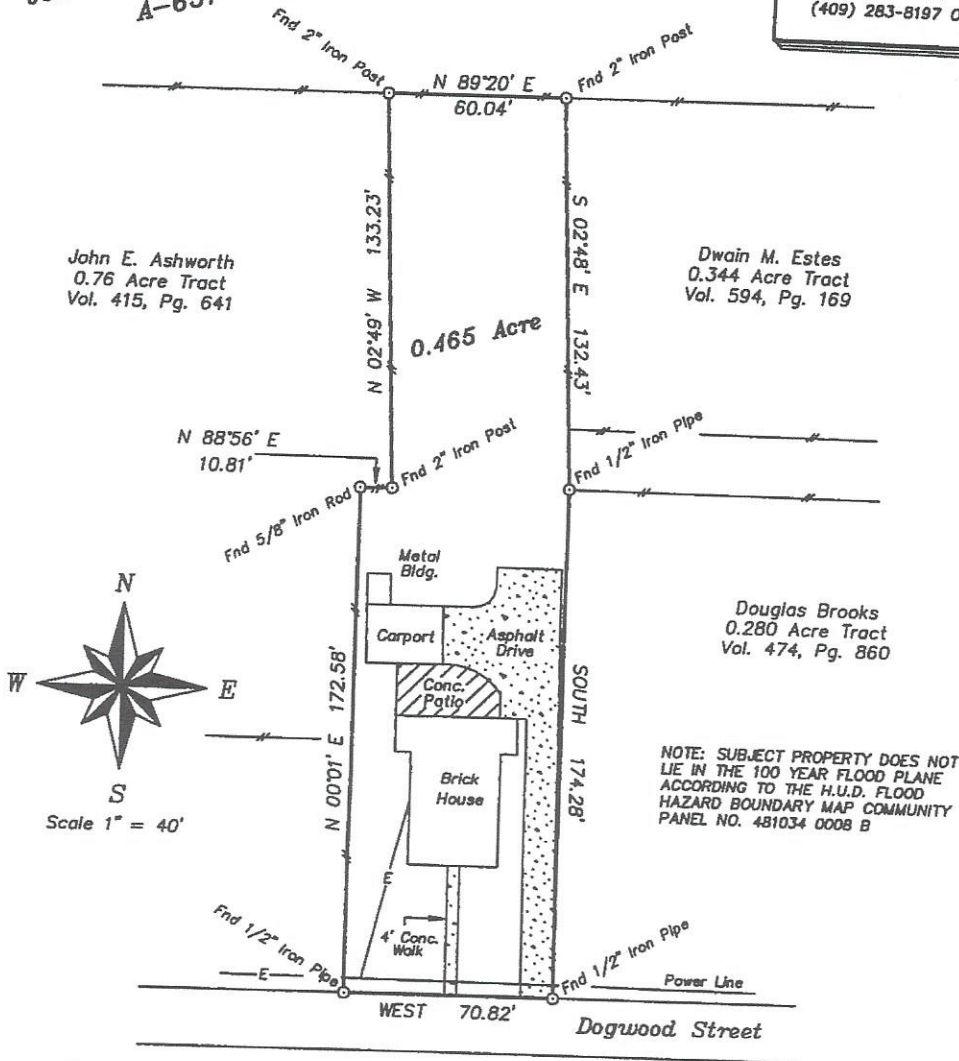 A-657
(409) 283-8197
Fnd 2" Iron Post
N 89°20' E
60.04'
Fnd 2" Iron Post
N 02°49' W 133.23'
S 02°48' E 132.43'
John E. Ashworth
0.76 Acre Tract
Vol. 415, Pg. 641
Dwain M. Estes
0.344 Acre Tract
Vol. 594, Pg. 169
0.465 Acre
N 88°56' E
10.81'
Fnd 2" Iron Post
Fnd 1/2" Iron Pipe
Fnd 5/8" Iron Rod
Metal
Bldg.
Carport
Asphalt
Drive
Conc.
Patio
Douglas Brooks
0.280 Acre Tract
Vol. 474, Pg. 860
N
W
E
S
Scale 1" = 40'
N 00°01' E 172.58'
SOUTH 174.28'
Brick
House
NOTE: SUBJECT PROPERTY DOES NOT
LIE IN THE 100 YEAR FLOOD PLANE
ACCORDING TO THE H.U.D. FLOOD
HAZARD BOUNDARY MAP COMMUNITY
PANEL NO. 481034 0008 B
E
4' Conc.
Walk
Fnd 1/2" Iron Pipe
Fnd 1/2" Iron Pipe
E
Power Line
WEST 70.82'
Dogwood Street